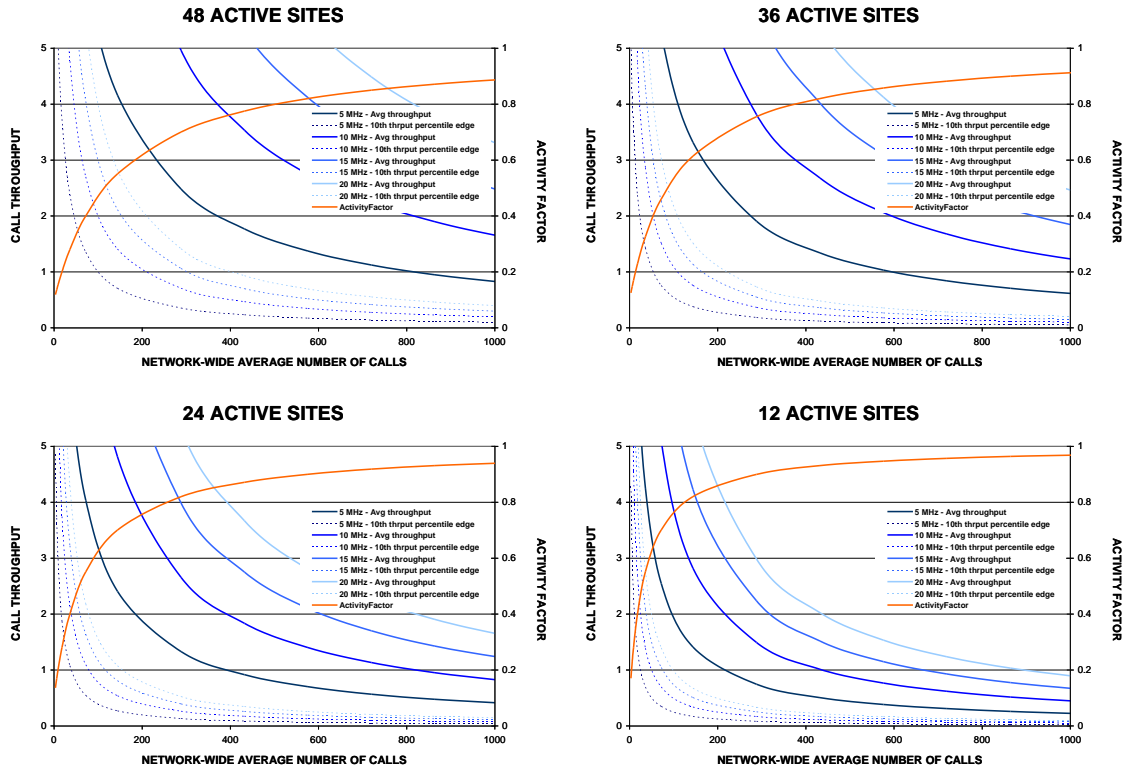 48 ACTIVE SITES
5
4
3
2
1
0
1
0.8
0.6
0.4
0.2
0
0
200
400
600
800
1000
CALL THROUGHPUT
ACTIVITY FACTOR
NETWORK-WIDE AVERAGE NUMBER OF CALLS
5 MHz - Avg throughput
5 MHz - 10th thrput percentile edge
10 MHz - Avg throughput
10 MHz - 10th thrput percentile edge
15 MHz - Avg throughput
15 MHz - 10th thrput percentile edge
20 MHz - Avg throughput
20 MHz - 10th thrput percentile edge
ActivityFactor
36 ACTIVE SITES
5
4
3
2
1
0
1
0.8
0.6
0.4
0.2
0
0
200
400
600
800
1000
CALL THROUGHPUT
ACTIVITY FACTOR
NETWORK-WIDE AVERAGE NUMBER OF CALLS
5 MHz - Avg throughput
5 MHz - 10th thrput percentile edge
10 MHz - Avg throughput
10 MHz - 10th thrput percentile edge
15 MHz - Avg throughput
15 MHz - 10th thrput percentile edge
20 MHz - Avg throughput
20 MHz - 10th thrput percentile edge
ActivityFactor
24 ACTIVE SITES
5
4
3
2
1
0
1
0.8
0.6
0.4
0.2
0
0
200
400
600
800
1000
CALL THROUGHPUT
ACTIVITY FACTOR
NETWORK-WIDE AVERAGE NUMBER OF CALLS
5 MHz - Avg throughput
5 MHz - 10th thrput percentile edge
10 MHz - Avg throughput
10 MHz - 10th thrput percentile edge
15 MHz - Avg throughput
15 MHz - 10th thrput percentile edge
20 MHz - Avg throughput
20 MHz - 10th thrput percentile edge
ActivityFactor
12 ACTIVE SITES
5
4
3
2
1
0
1
0.8
0.6
0.4
0.2
0
0
200
400
600
800
1000
CALL THROUGHPUT
ACTIVITY FACTOR
NETWORK-WIDE AVERAGE NUMBER OF CALLS
5 MHz - Avg throughput
5 MHz - 10th thrput percentile edge
10 MHz - Avg throughput
10 MHz - 10th thrput percentile edge
15 MHz - Avg throughput
15 MHz - 10th thrput percentile edge
20 MHz - Avg throughput
20 MHz - 10th thrput percentile edge
ActivityFactor